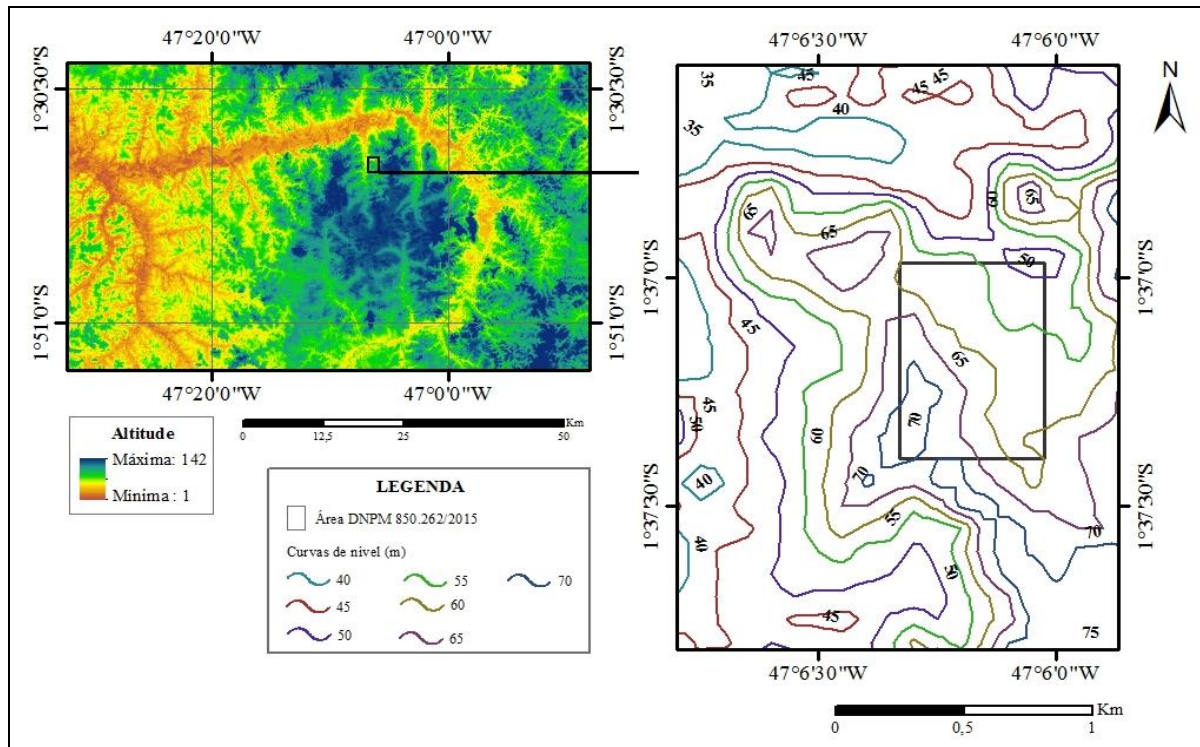 47°20'0"W 47°0'0"W
1°30'30"S 1°30'30"S
1°51'0"S 1°51'0"S
47°20'0"W 47°0'0"W
Km
0 12,5 25 50
Altitude
Máxima: 142
Minima : 1
LEGENDA
Área DNPM 850.262/2015
Curvas de nivel (m)
40 55 70
45 60
50 65
47°6'30"W 47°6'0"W
N
1°37'0"S 1°37'0"S
1°37'30"S 1°37'30"S
35 45 45 45
40
35
60 65
65
65
50
45
65
45
50
60 70
70
40
55
70
40
50
45
75
47°6'30"W 47°6'0"W
Km
0 0,5 1